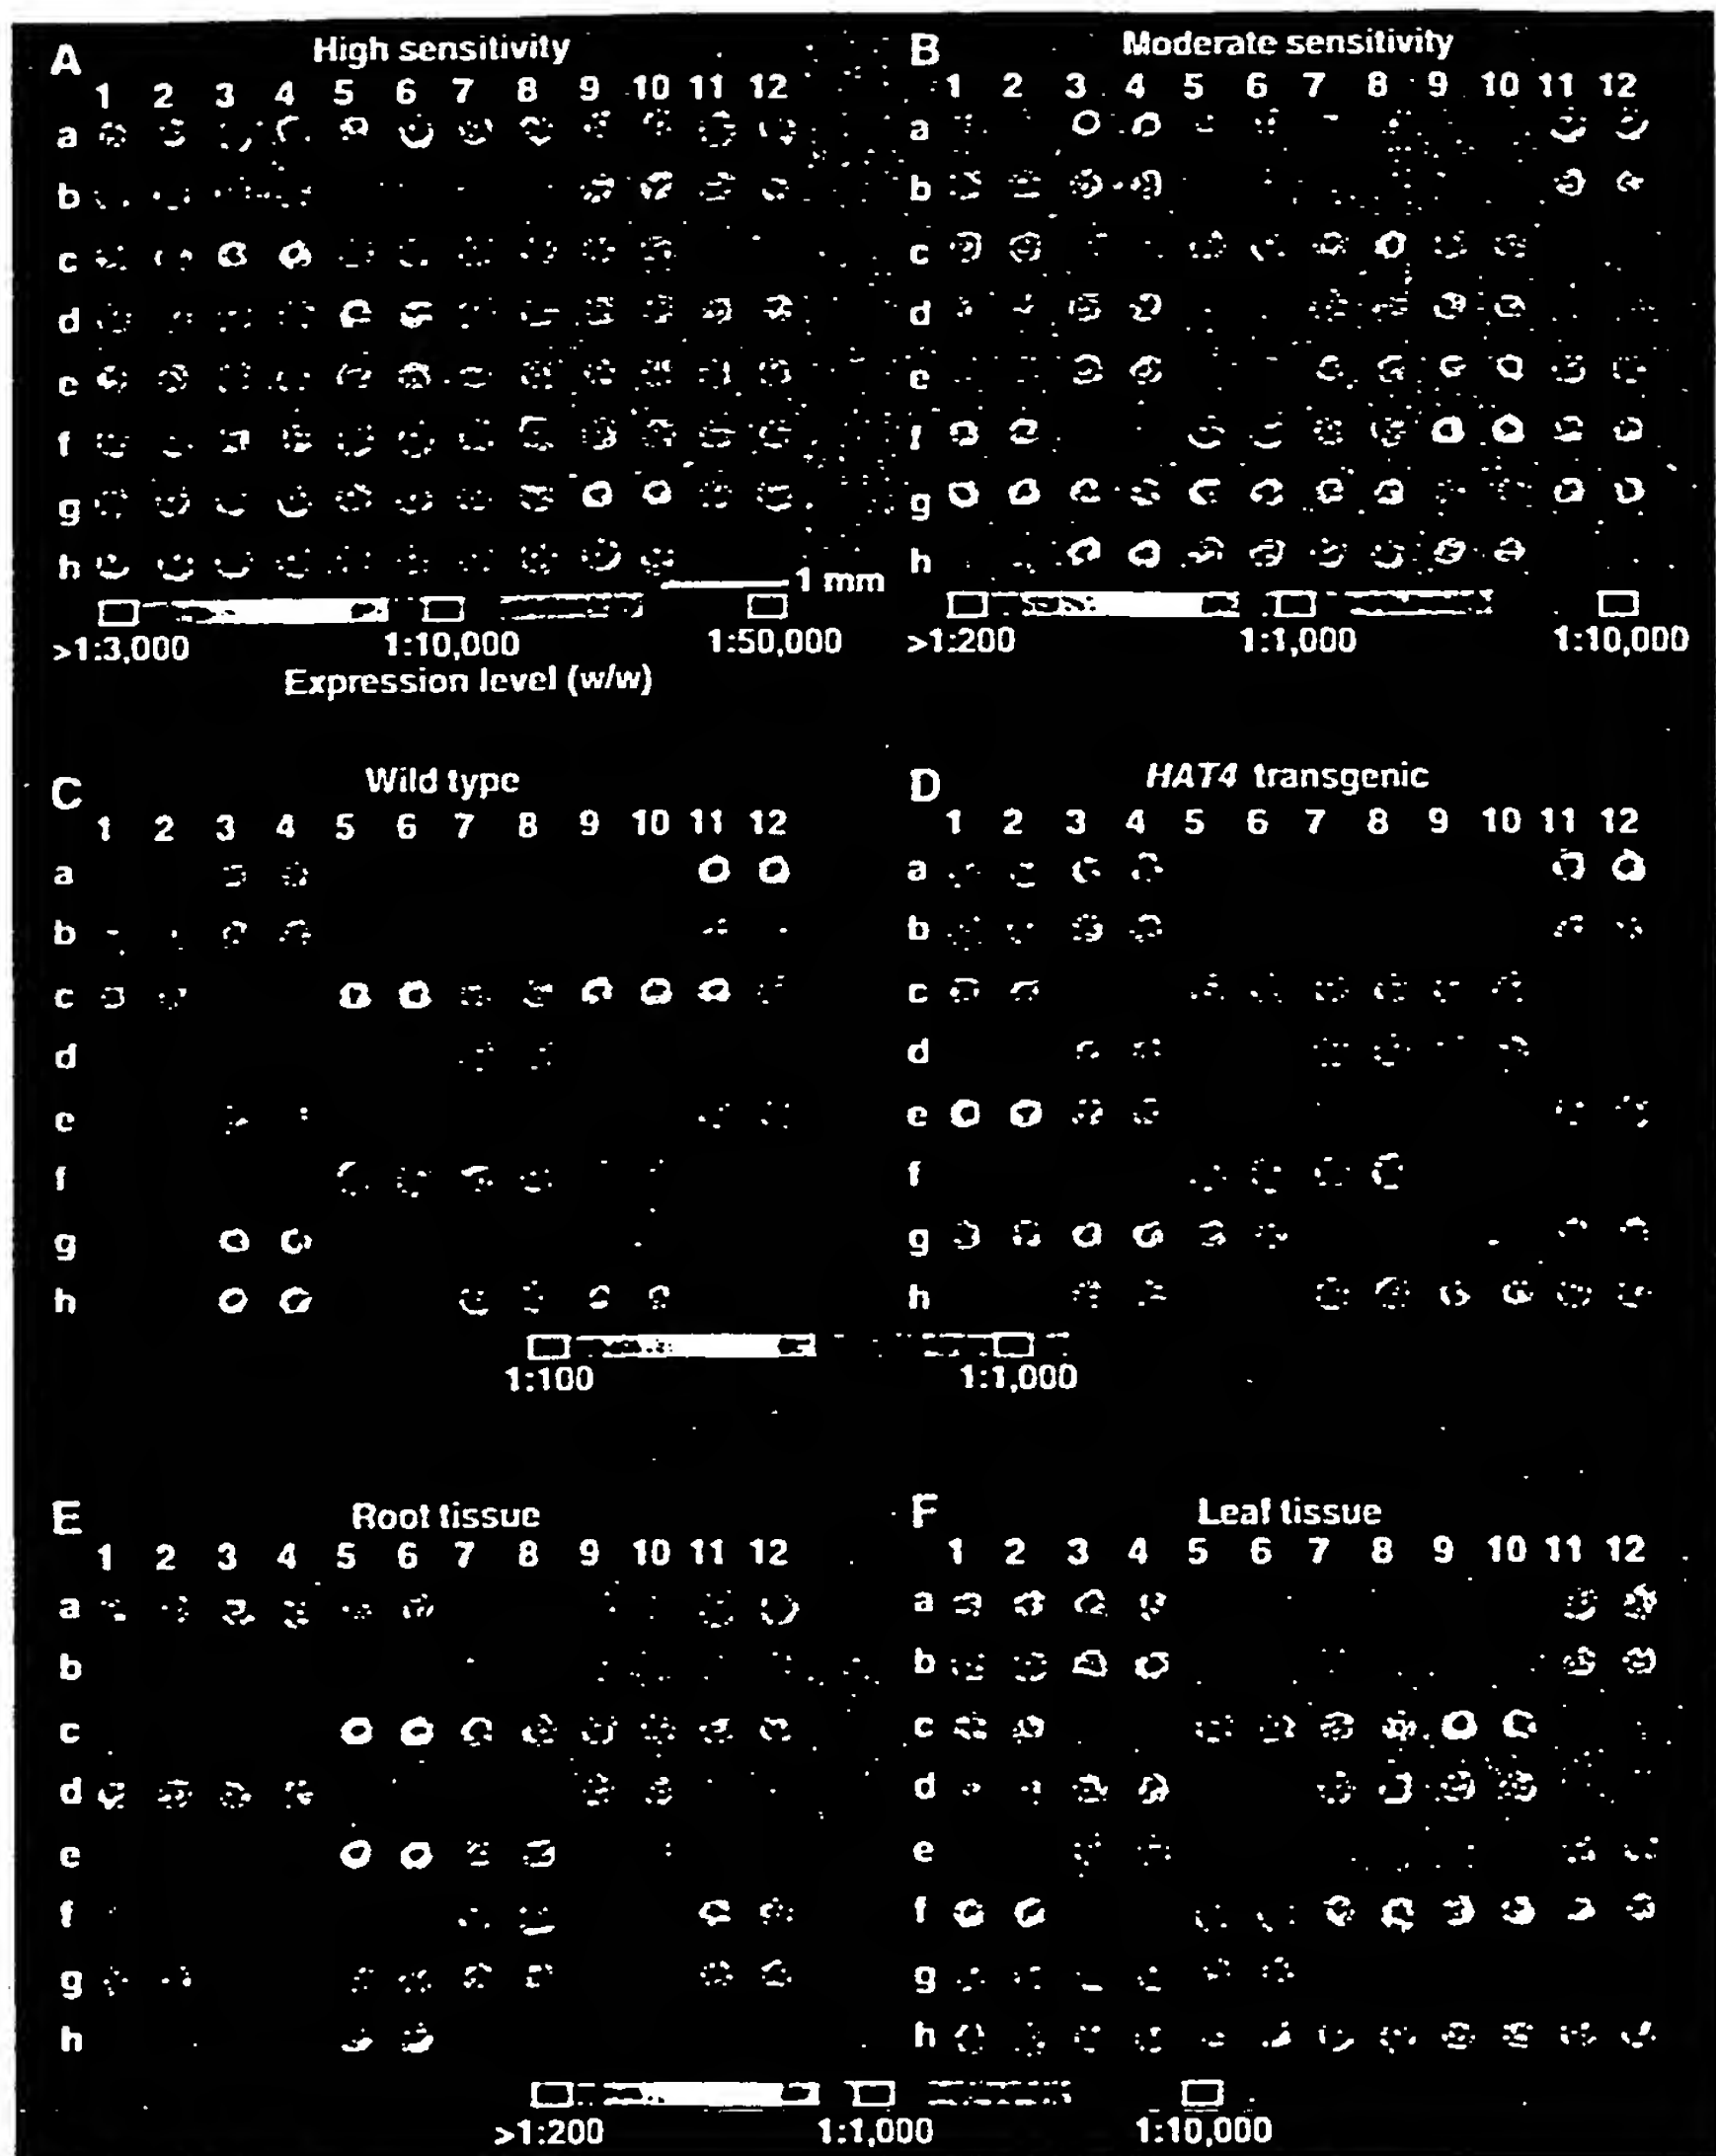 A High sensitivity
1 2 3 4 5 6 7 8 9 10 11 12
a
b
c
d
e
f
g
h
1 mm
>1:3,000 1:10,000 1:50,000
Expression level (w/w)
B Moderate sensitivity
1 2 3 4 5 6 7 8 9 10 11 12
a
b
c
d
e
f
g
h
>1:200 1:1,000 1:10,000
C Wild type
1 2 3 4 5 6 7 8 9 10 11 12
a
b
c
d
e
f
g
h
D HAT4 transgenic
1 2 3 4 5 6 7 8 9 10 11 12
a
b
c
d
e
f
g
h
1:100 1:1,000
E Root tissue
1 2 3 4 5 6 7 8 9 10 11 12
a
b
c
d
e
f
g
h
F Leaf tissue
1 2 3 4 5 6 7 8 9 10 11 12
a
b
c
d
e
f
g
h
>1:200 1:1,000 1:10,000